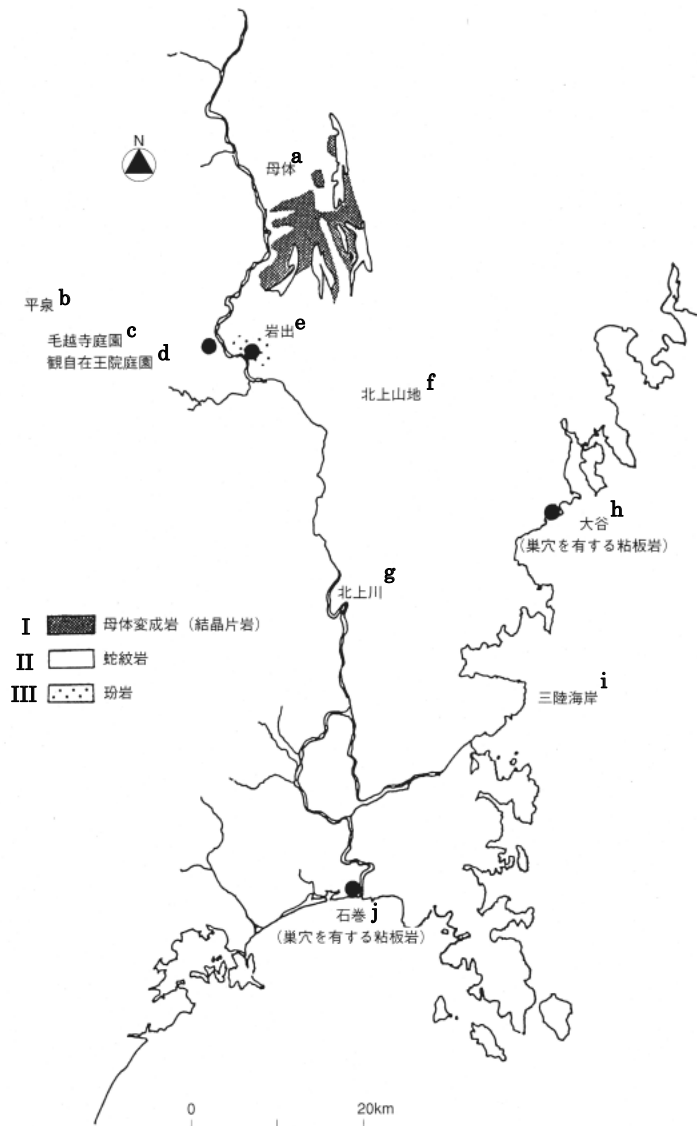 N
母体 a
平泉 b
岩出 e
毛越寺庭園 c
観自在王院庭園 d
北上山地 f
大谷 h
(巣穴を有する粘板岩)
北上川 g
I 母体変成岩 (結晶片岩)
II 蛇紋岩
III 玢岩
三陸海岸 i
石巻 j
(巣穴を有する粘板岩)
0 20km